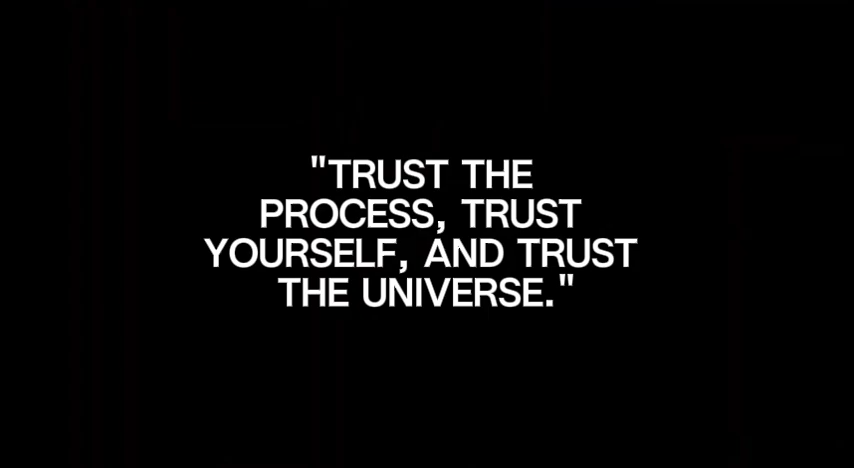 "TRUST THE
PROCESS, TRUST
YOURSELF, AND TRUST
THE UNIVERSE."